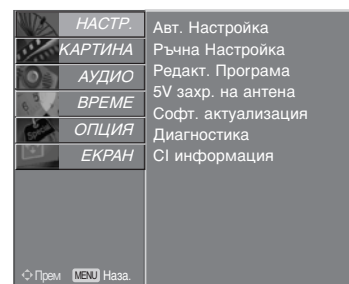 НАСТР.
КАРТИНА
АУДИО
ВРЕМЕ
ОПЦИЯ
ЕКРАН
Авт. Настройка
Ръчна Настройка
Редакт. Програма
5V захр. на антена
Софт. актуализация
Диагностика
CI информация
Прем MENU Наза.